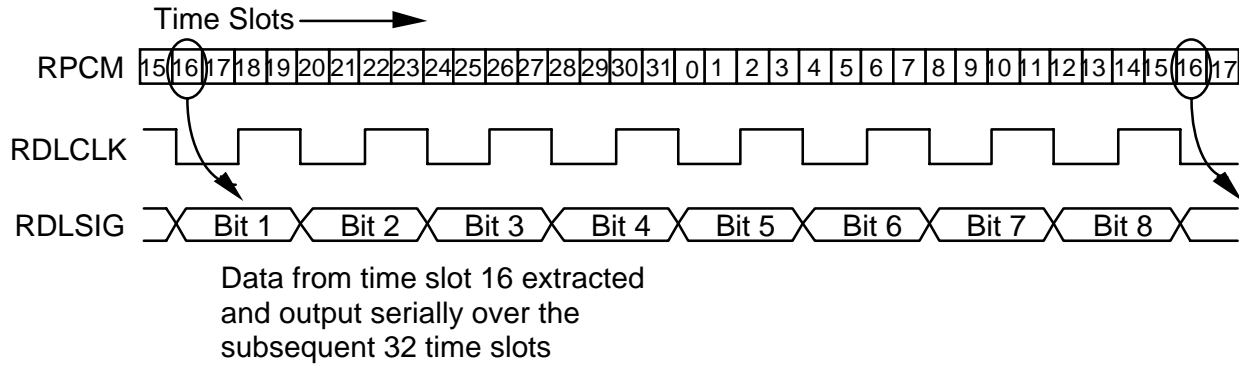 Time Slots
RPCM 15 16 17 18 19 20 21 22 23 24 25 26 27 28 29 30 31 0 1 2 3 4 5 6 7 8 9 10 11 12 13 14 15 16 17
RDLCLK
RDLSIG Bit 1 Bit 2 Bit 3 Bit 4 Bit 5 Bit 6 Bit 7 Bit 8
Data from time slot 16 extracted
and output serially over the
subsequent 32 time slots